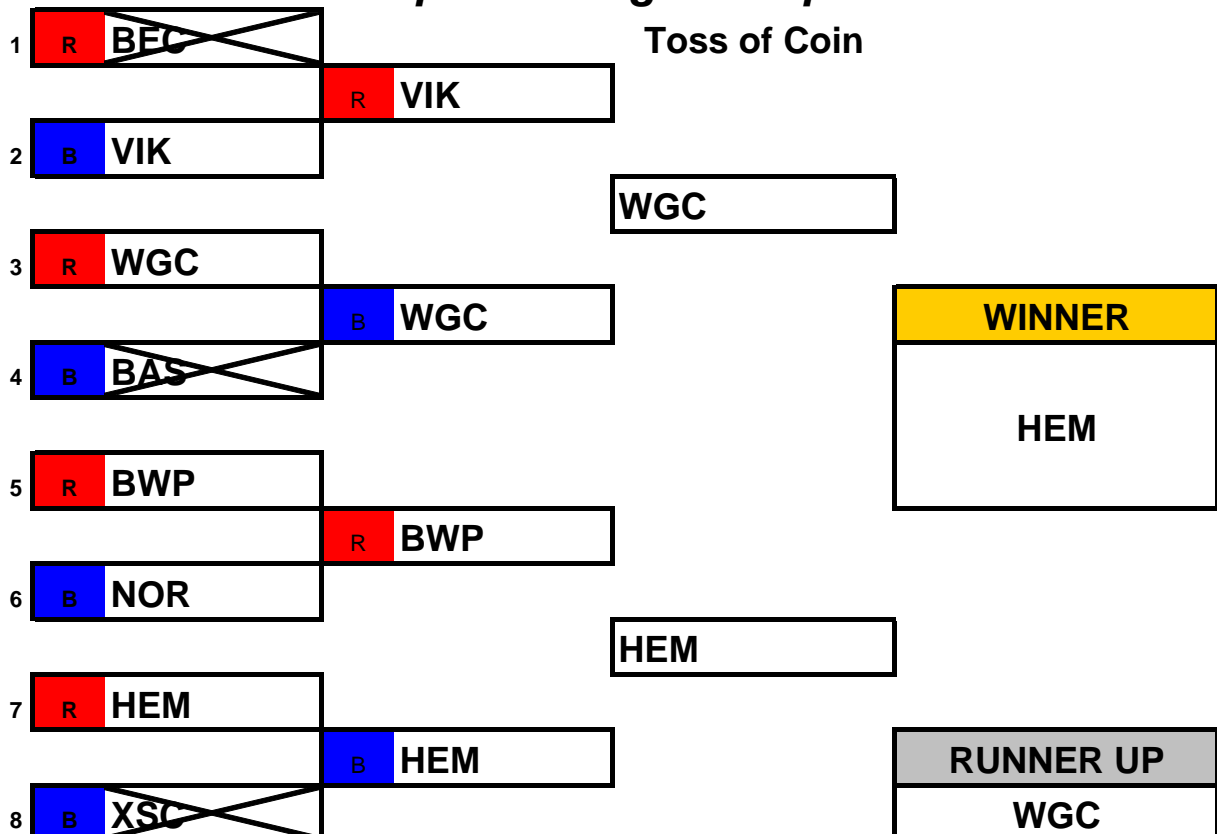 Toss of Coin
1 R BEC
R VIK
2 B VIK
WGC
3 R WGC
B WGC
WINNER
4 B BAS
HEM
5 R BWP
R BWP
6 B NOR
HEM
7 R HEM
B HEM
RUNNER UP
8 B XSC
WGC